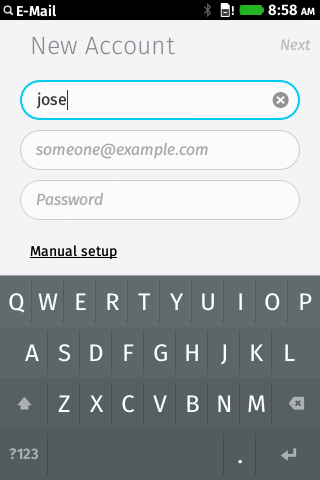 E-Mail 8:58 AM
New Account Next
jose
someone@example.com
Password
Manual setup
Q W E R T Y U I O P
A S D F G H J K L
Z X C V B N M
?123 .